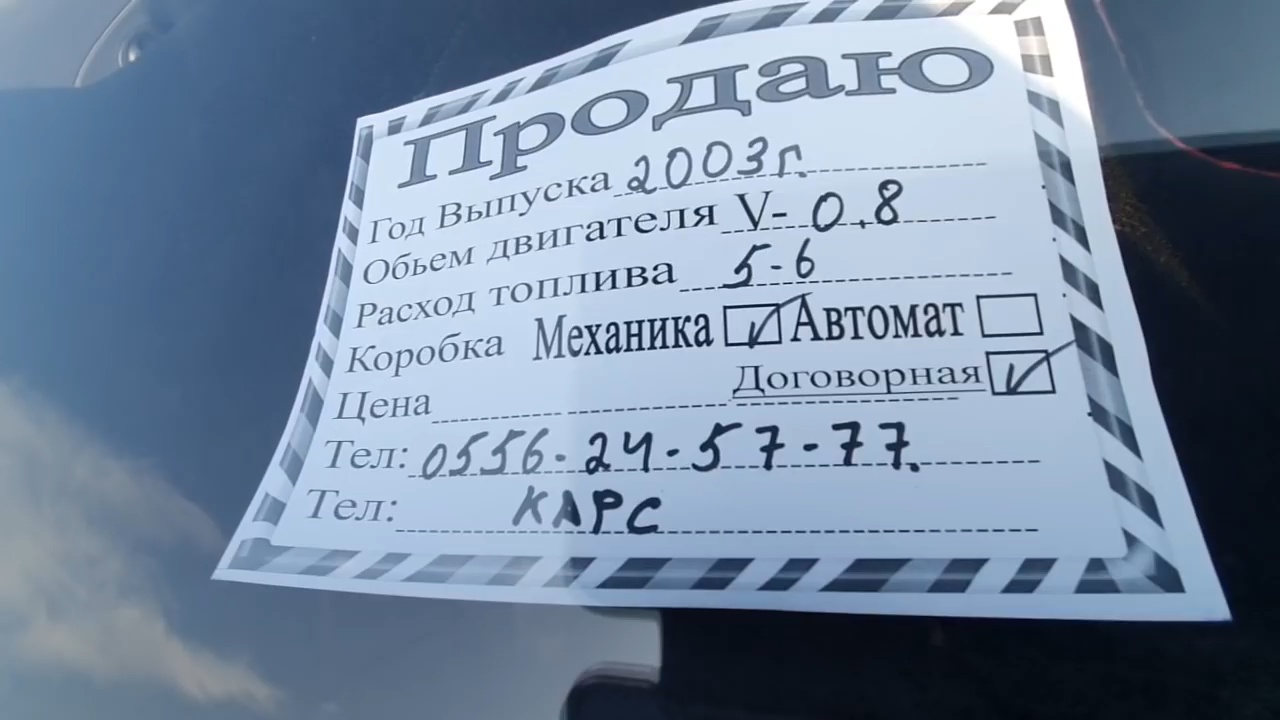 Продаю
Год Выпуска 2003г.
Обьем двигателя V- 0,8
Расход топлива 5-6
Коробка Механика Автомат
Цена Договорная
Тел: 0556-24-57-77.
Тел: КАРС